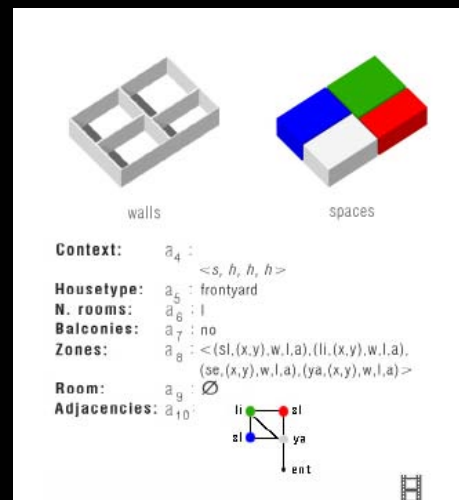 walls spaces
Context: a4 :
<s, h, h, h>
Housetype: a5 : frontyard
N. rooms: a6 : l
Balconies: a7 : no
Zones: a8 : <(sl,(x,y),w,l,a),(li,(x,y),w,l,a),
(se,(x,y),w,l,a),(ya,(x,y),w,l,a)>
Room: a9 : Ø
Adjacencies: a10:
li sl
sl ya
ent